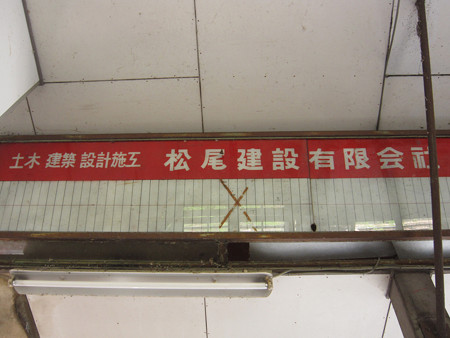 土木 建築 設計施工 松尾建設有限会社